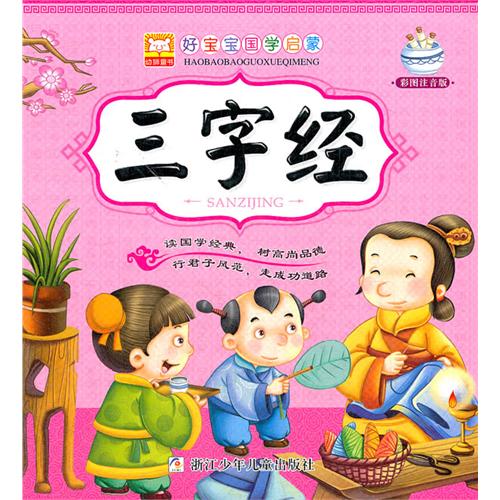 幼狮童书
好宝宝国学启蒙
HAOBAOBAOGUOXUEQIMENG
彩图注音版
三字经
SANZIJING
读国学经典，树高尚品德
行君子风范，走成功道路
浙江少年儿童出版社